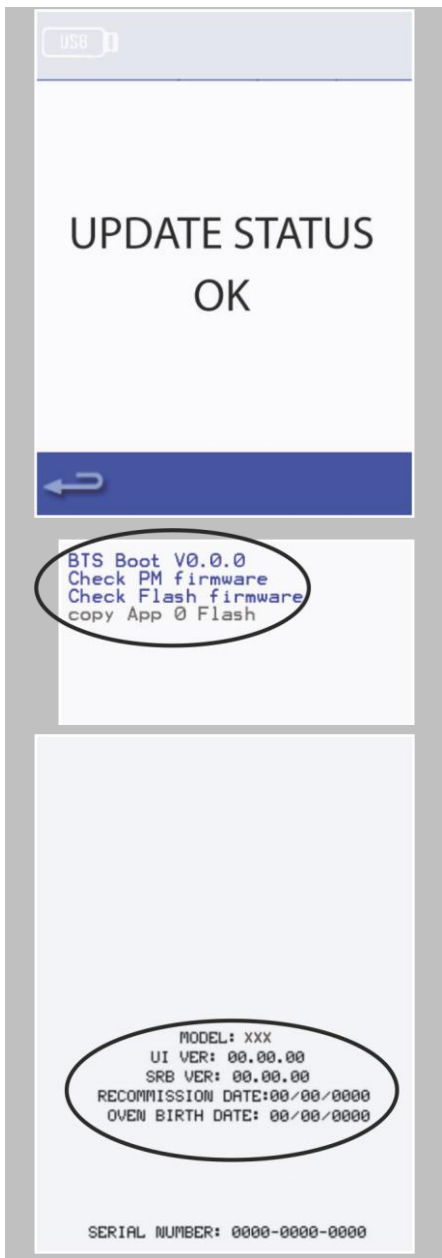 USB
UPDATE STATUS
OK
BTS Boot V0.0.0
Check PM firmware
Check Flash firmware
copy App 0 Flash
MODEL: XXX
UI VER: 00.00.00
SRB VER: 00.00.00
RECOMMISSION DATE:00/00/0000
OVEN BIRTH DATE: 00/00/0000
SERIAL NUMBER: 0000-0000-0000